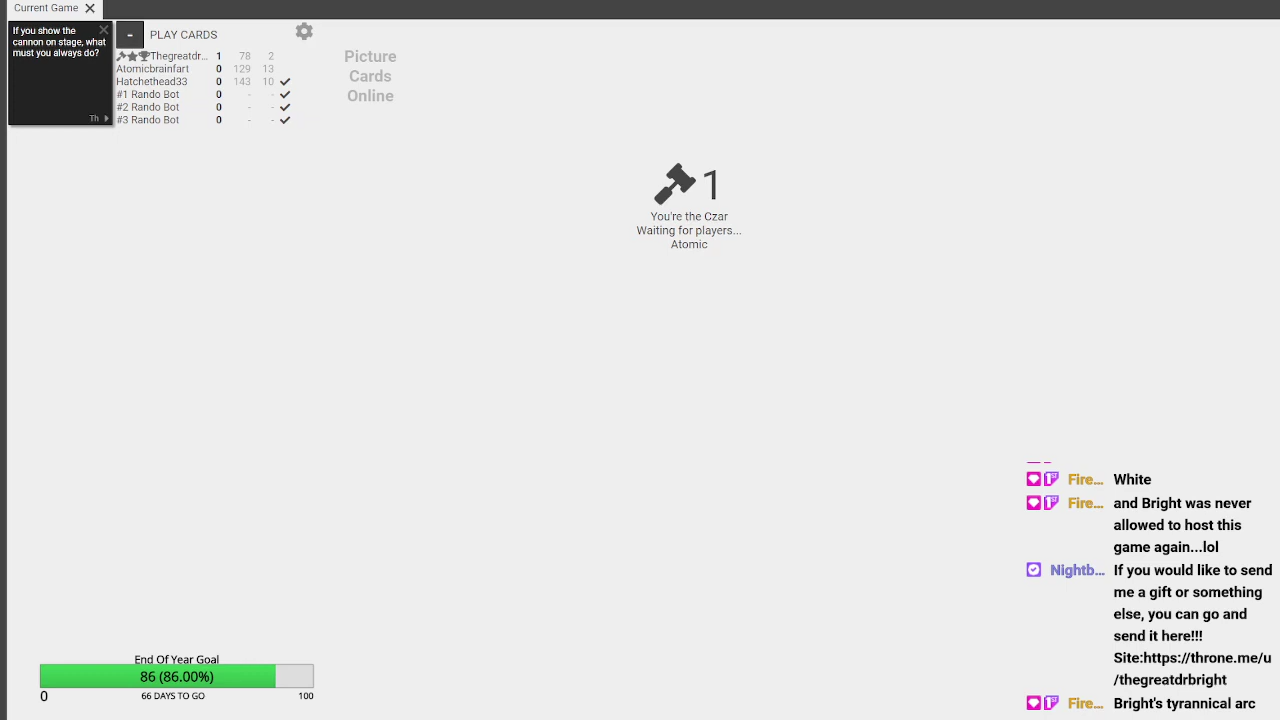 Current Game
If you show the
cannon on stage, what
must you always do?
Th
-
PLAY CARDS
Thegreatdr... 1 78 2
Atomicbrainfart 0 129 13
Hatchethead33 0 143 10
#1 Rando Bot 0 - -
#2 Rando Bot 0 - -
#3 Rando Bot 0 - -
Picture
Cards
Online
1
You're the Czar
Waiting for players...
Atomic
Fire... White
Fire... and Bright was never
allowed to host this
game again...lol
Nightb... If you would like to send
me a gift or something
else, you can go and
send it here!!!
Site:https://throne.me/u
/thegreatdrbright
Fire... Bright's tyrannical arc
End Of Year Goal
86 (86.00%)
0 66 DAYS TO GO 100